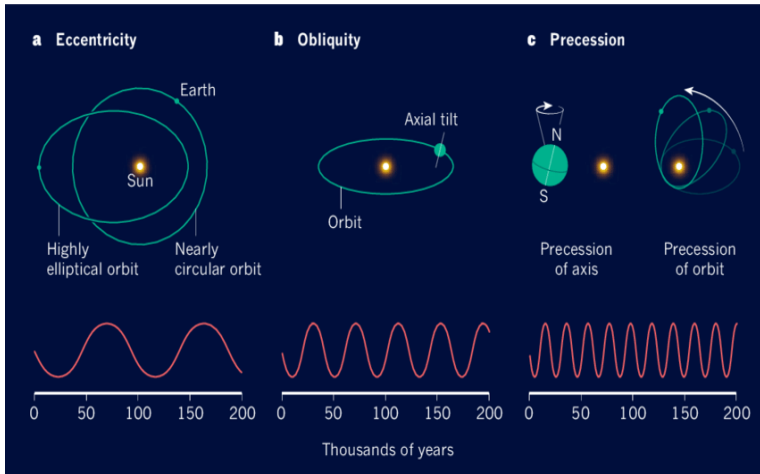 a Eccentricity
Earth
Sun
Highly
elliptical orbit
Nearly
circular orbit
0 50 100 150 200
b Obliquity
Axial tilt
Orbit
0 50 100 150 200
Thousands of years
c Precession
N
S
Precession
of axis
Precession
of orbit
0 50 100 150 200